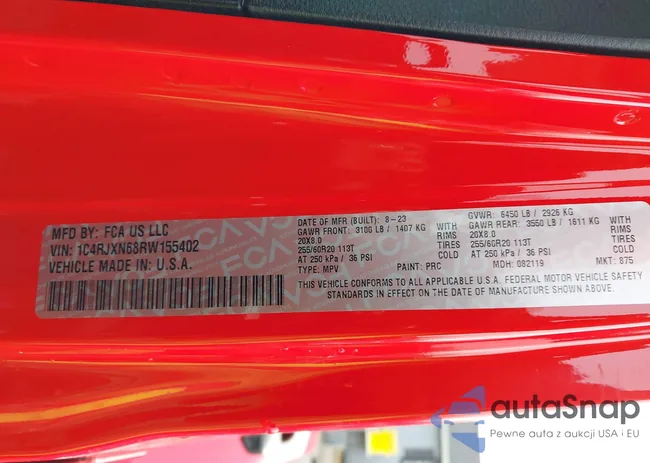 MFD BY: FCA US LLC
VIN: 1C4RJXN68RW155402
VEHICLE MADE IN: U.S.A.
DATE OF MFR (BUILT): 8-23
GAWR FRONT: 3100 LB / 1407 KG WITH
20X8.0 RIMS
255/60R20 113T TIRES
AT 250 kPa / 36 PSI COLD
TYPE: MPV PAINT: PRC
GVWR: 6450 LB / 2926 KG
GAWR REAR: 3550 LB / 1611 KG WITH
20X8.0 RIMS
255/60R20 113T TIRES
AT 250 kPa / 36 PSI COLD
MDH: 082119 MKT: 875
THIS VEHICLE CONFORMS TO ALL APPLICABLE U.S.A. FEDERAL MOTOR VEHICLE SAFETY
STANDARDS IN EFFECT ON THE DATE OF MANUFACTURE SHOWN ABOVE.
autoSnap
Pewne auta z aukcji USA i EU